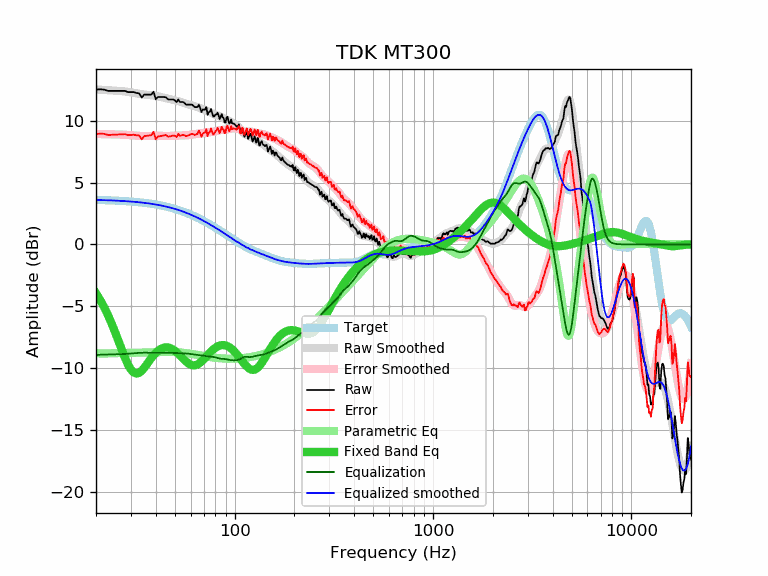 TDK MT300
Amplitude (dBr)
10
5
0
−5
−10
−15
−20
Target
Raw Smoothed
Error Smoothed
Raw
Error
Parametric Eq
Fixed Band Eq
Equalization
Equalized smoothed
100
1000
10000
Frequency (Hz)